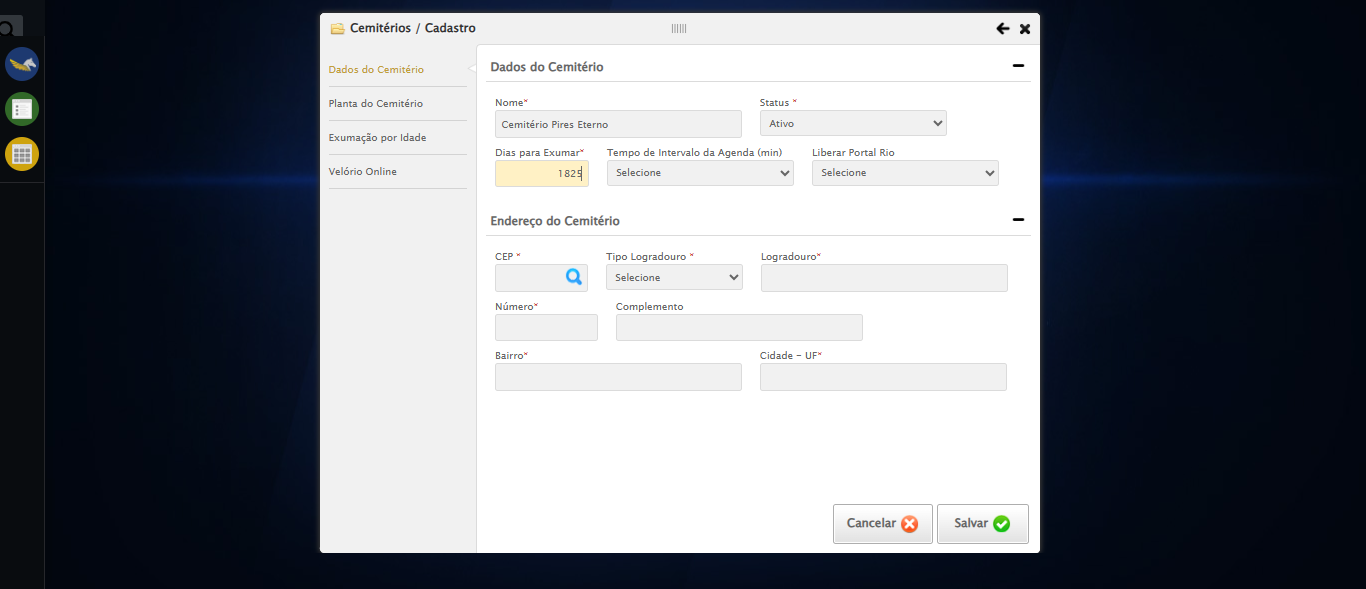 Cemitérios / Cadastro
Dados do Cemitério
Planta do Cemitério
Exumação por Idade
Velório Online
Dados do Cemitério
Nome* Status *
Cemitério Pires Eterno Ativo
Dias para Exumar* Tempo de Intervalo da Agenda (min) Liberar Portal Rio
1825 Selecione Selecione
Endereço do Cemitério
CEP * Tipo Logradouro * Logradouro*
Selecione
Número* Complemento
Bairro* Cidade - UF*
Cancelar Salvar